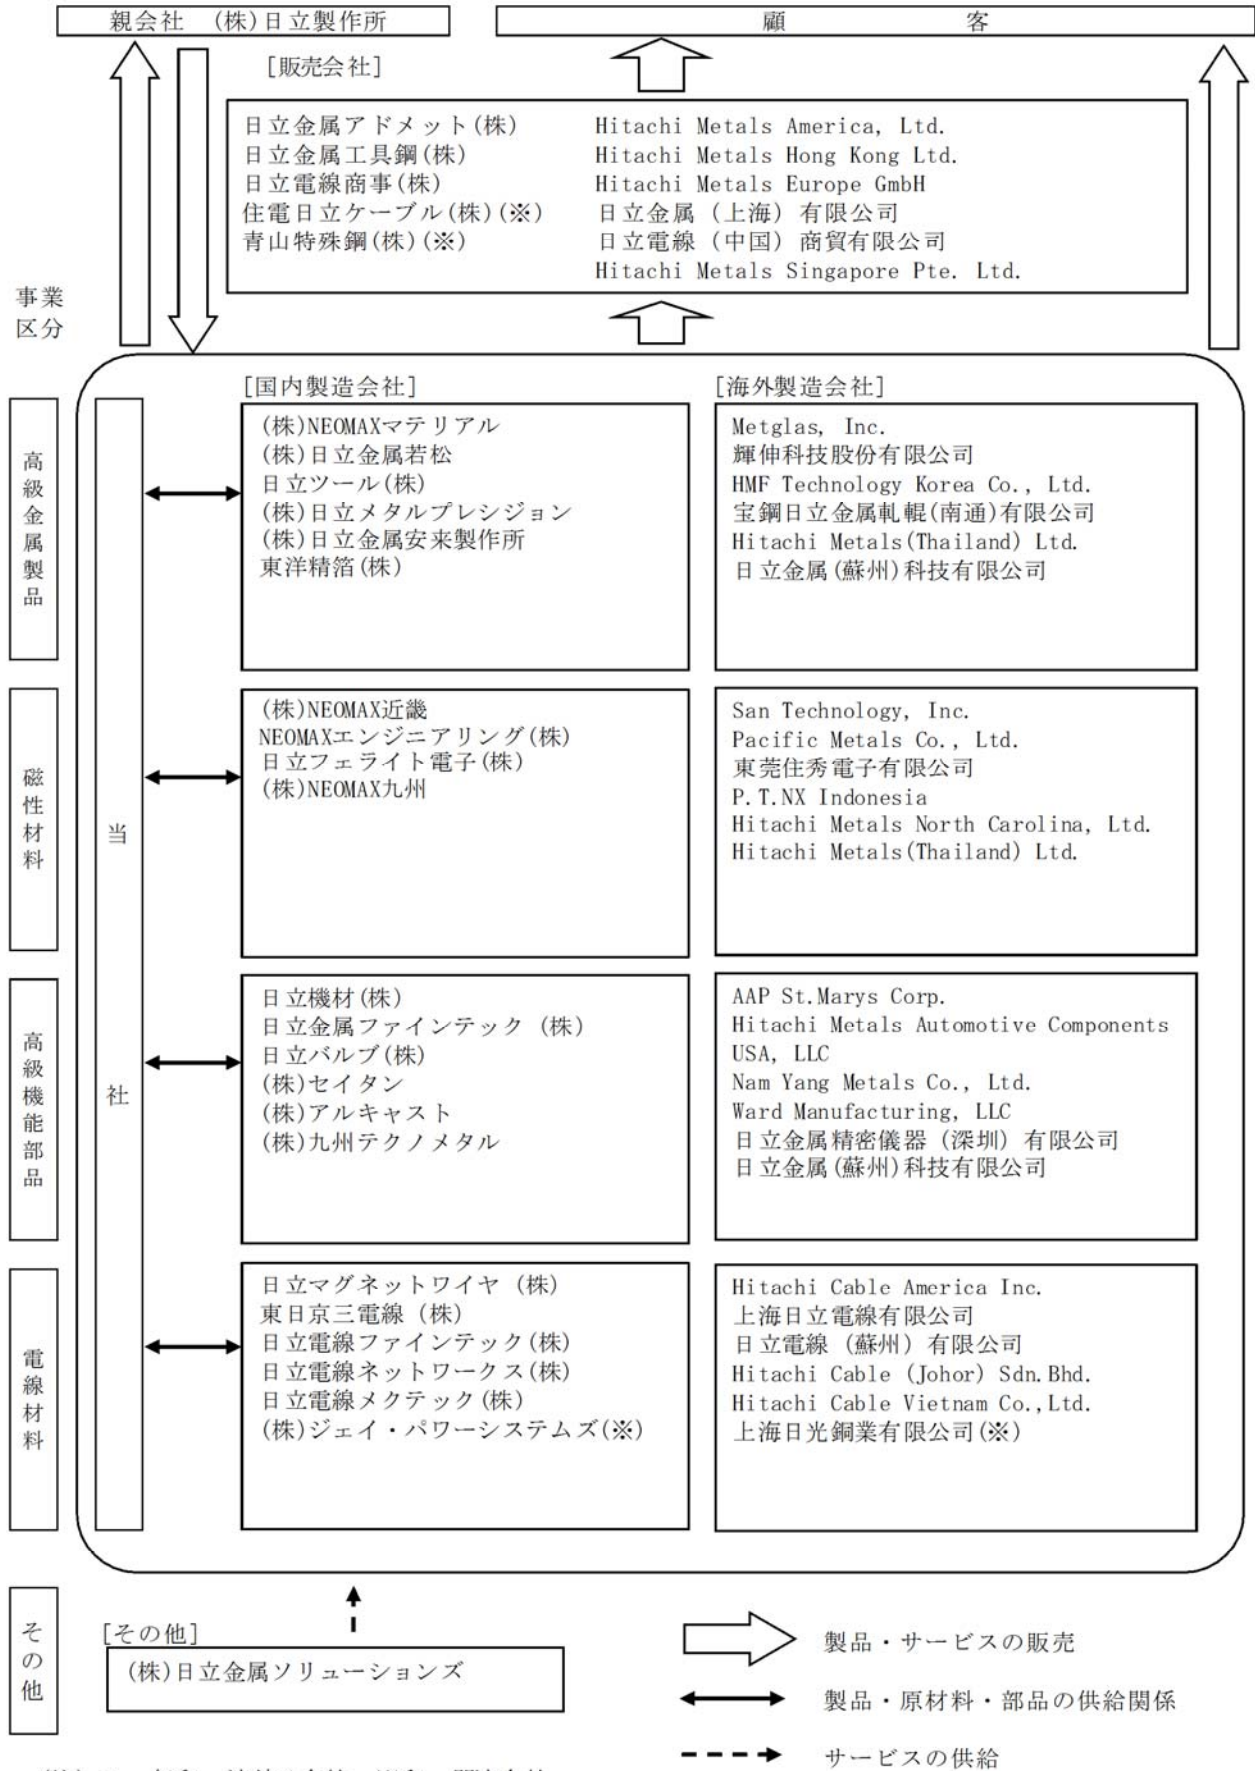 親会社 (株)日立製作所
顧客
[販売会社]
日立金属アドメット(株)
日立金属工具鋼(株)
日立電線商事(株)
住電日立ケーブル(株)(※)
青山特殊鋼(株)(※)
Hitachi Metals America, Ltd.
Hitachi Metals Hong Kong Ltd.
Hitachi Metals Europe GmbH
日立金属（上海）有限公司
日立電線（中国）商貿有限公司
Hitachi Metals Singapore Pte. Ltd.
事業
区分
当社
[国内製造会社]
[海外製造会社]
高級金属製品
(株)NEOMAXマテリアル
(株)日立金属若松
日立ツール(株)
(株)日立メタルプレシジョン
(株)日立金属安来製作所
東洋精箔(株)
Metglas, Inc.
輝伸科技股份有限公司
HMF Technology Korea Co., Ltd.
宝鋼日立金属軋輥(南通)有限公司
Hitachi Metals(Thailand) Ltd.
日立金属(蘇州)科技有限公司
磁性材料
(株)NEOMAX近畿
NEOMAXエンジニアリング(株)
日立フェライト電子(株)
(株)NEOMAX九州
San Technology, Inc.
Pacific Metals Co., Ltd.
東莞住秀電子有限公司
P.T.NX Indonesia
Hitachi Metals North Carolina, Ltd.
Hitachi Metals(Thailand) Ltd.
高級機能部品
日立機材(株)
日立金属ファインテック（株）
日立バルブ(株)
(株)セイタン
(株)アルキャスト
(株)九州テクノメタル
AAP St.Marys Corp.
Hitachi Metals Automotive Components
USA, LLC
Nam Yang Metals Co., Ltd.
Ward Manufacturing, LLC
日立金属精密儀器（深圳）有限公司
日立金属(蘇州)科技有限公司
電線材料
日立マグネットワイヤ（株）
東日京三電線（株）
日立電線ファインテック(株)
日立電線ネットワークス(株)
日立電線メクテック(株)
(株)ジェイ・パワーシステムズ(※)
Hitachi Cable America Inc.
上海日立電線有限公司
日立電線（蘇州）有限公司
Hitachi Cable (Johor) Sdn.Bhd.
Hitachi Cable Vietnam Co.,Ltd.
上海日光銅業有限公司(※)
その他
[その他]
(株)日立金属ソリューションズ
製品・サービスの販売
製品・原材料・部品の供給関係
サービスの供給